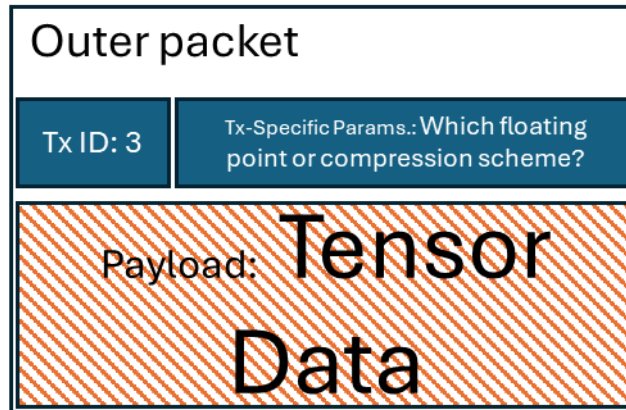 Outer packet
Tx ID: 3
Tx-Specific Params.: Which floating
point or compression scheme?
Payload: Tensor
Data